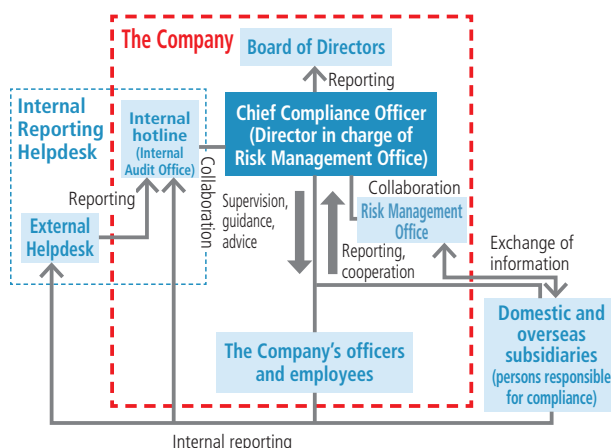 The Company
Board of Directors
Reporting
Internal
Reporting
Helpdesk
Internal
hotline
(Internal
Audit Office)
Collaboration
Chief Compliance Officer
(Director in charge of
Risk Management Office)
Reporting
External
Helpdesk
Supervision,
guidance,
advice
Collaboration
Risk Management
Office
Reporting,
cooperation
Exchange of
information
Domestic and
overseas
subsidiaries
(persons responsible
for compliance)
The Company’s officers
and employees
Internal reporting